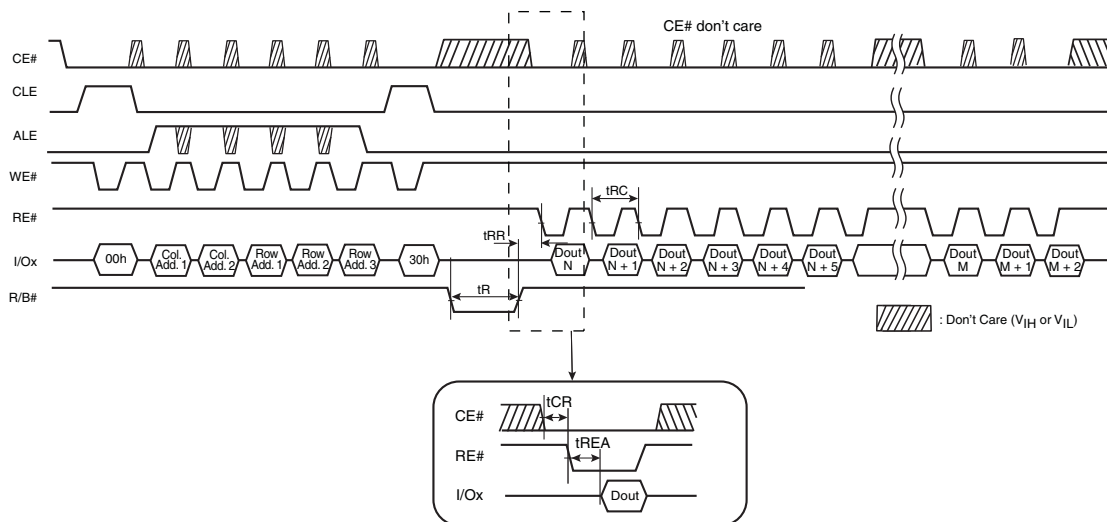 CE# don't care
CE#
CLE
ALE
WE#
RE#
tRC
tRR
I/Ox
00h
Col. Add. 1
Col. Add. 2
Row Add. 1
Row Add. 2
Row Add. 3
30h
Dout N
Dout N + 1
Dout N + 2
Dout N + 3
Dout N + 4
Dout N + 5
Dout M
Dout M + 1
Dout M + 2
R/B#
tR
: Don't Care (VIH or VIL)
CE#
tCR
RE#
tREA
I/Ox
Dout